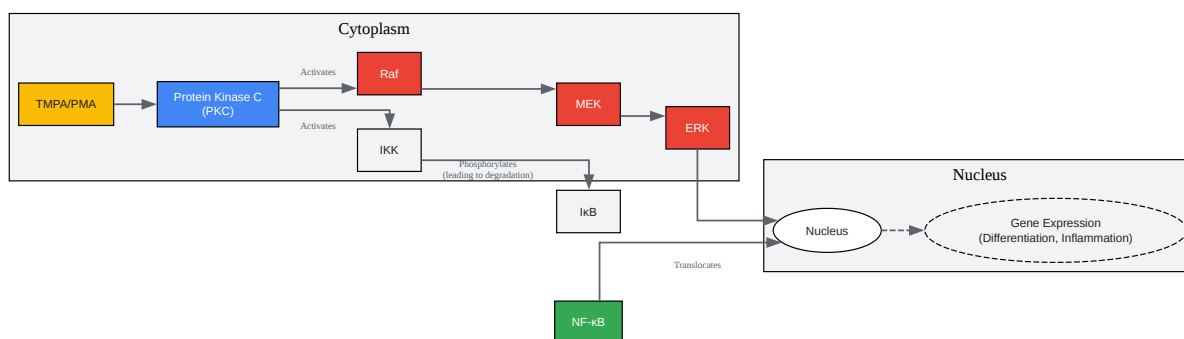 Cytoplasm
TMPA/PMA
Protein Kinase C
(PKC)
Activates
Activates
Raf
IKK
MEK
ERK
Phosphorylates
(leading to degradation)
IκB
Nucleus
Nucleus
Gene Expression
(Differentiation, Inflammation)
Translocates
NF-κB